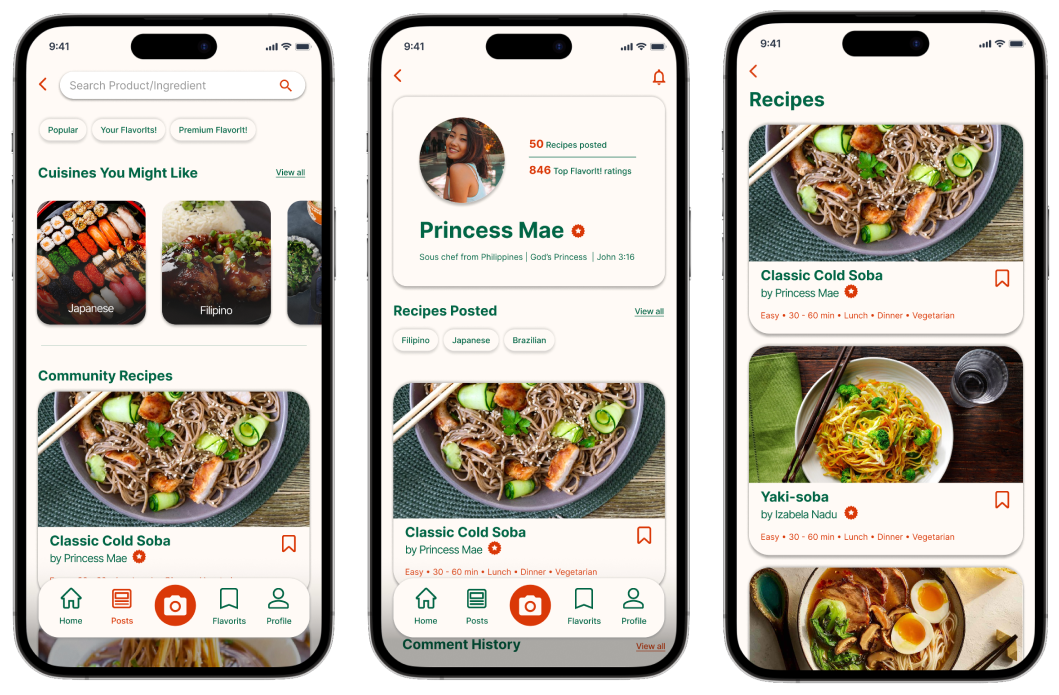 9:41
Search Product/Ingredient
Popular
Your FlavorIts!
Premium FlavorIt!
Cuisines You Might Like
View all
Japanese
Filipino
Community Recipes
Classic Cold Soba
by Princess Mae
Home
Posts
Flavorits
Profile
9:41
50 Recipes posted
846 Top FlavorIt! ratings
Princess Mae
Sous chef from Philippines | God's Princess | John 3:16
Recipes Posted
View all
Filipino
Japanese
Brazilian
Classic Cold Soba
by Princess Mae
Easy • 30 - 60 min • Lunch • Dinner • Vegetarian
Home
Posts
Flavorits
Profile
Comment History
View all
9:41
Recipes
Classic Cold Soba
by Princess Mae
Easy • 30 - 60 min • Lunch • Dinner • Vegetarian
Yaki-soba
by Izabela Nadu
Easy • 30 - 60 min • Lunch • Dinner • Vegetarian